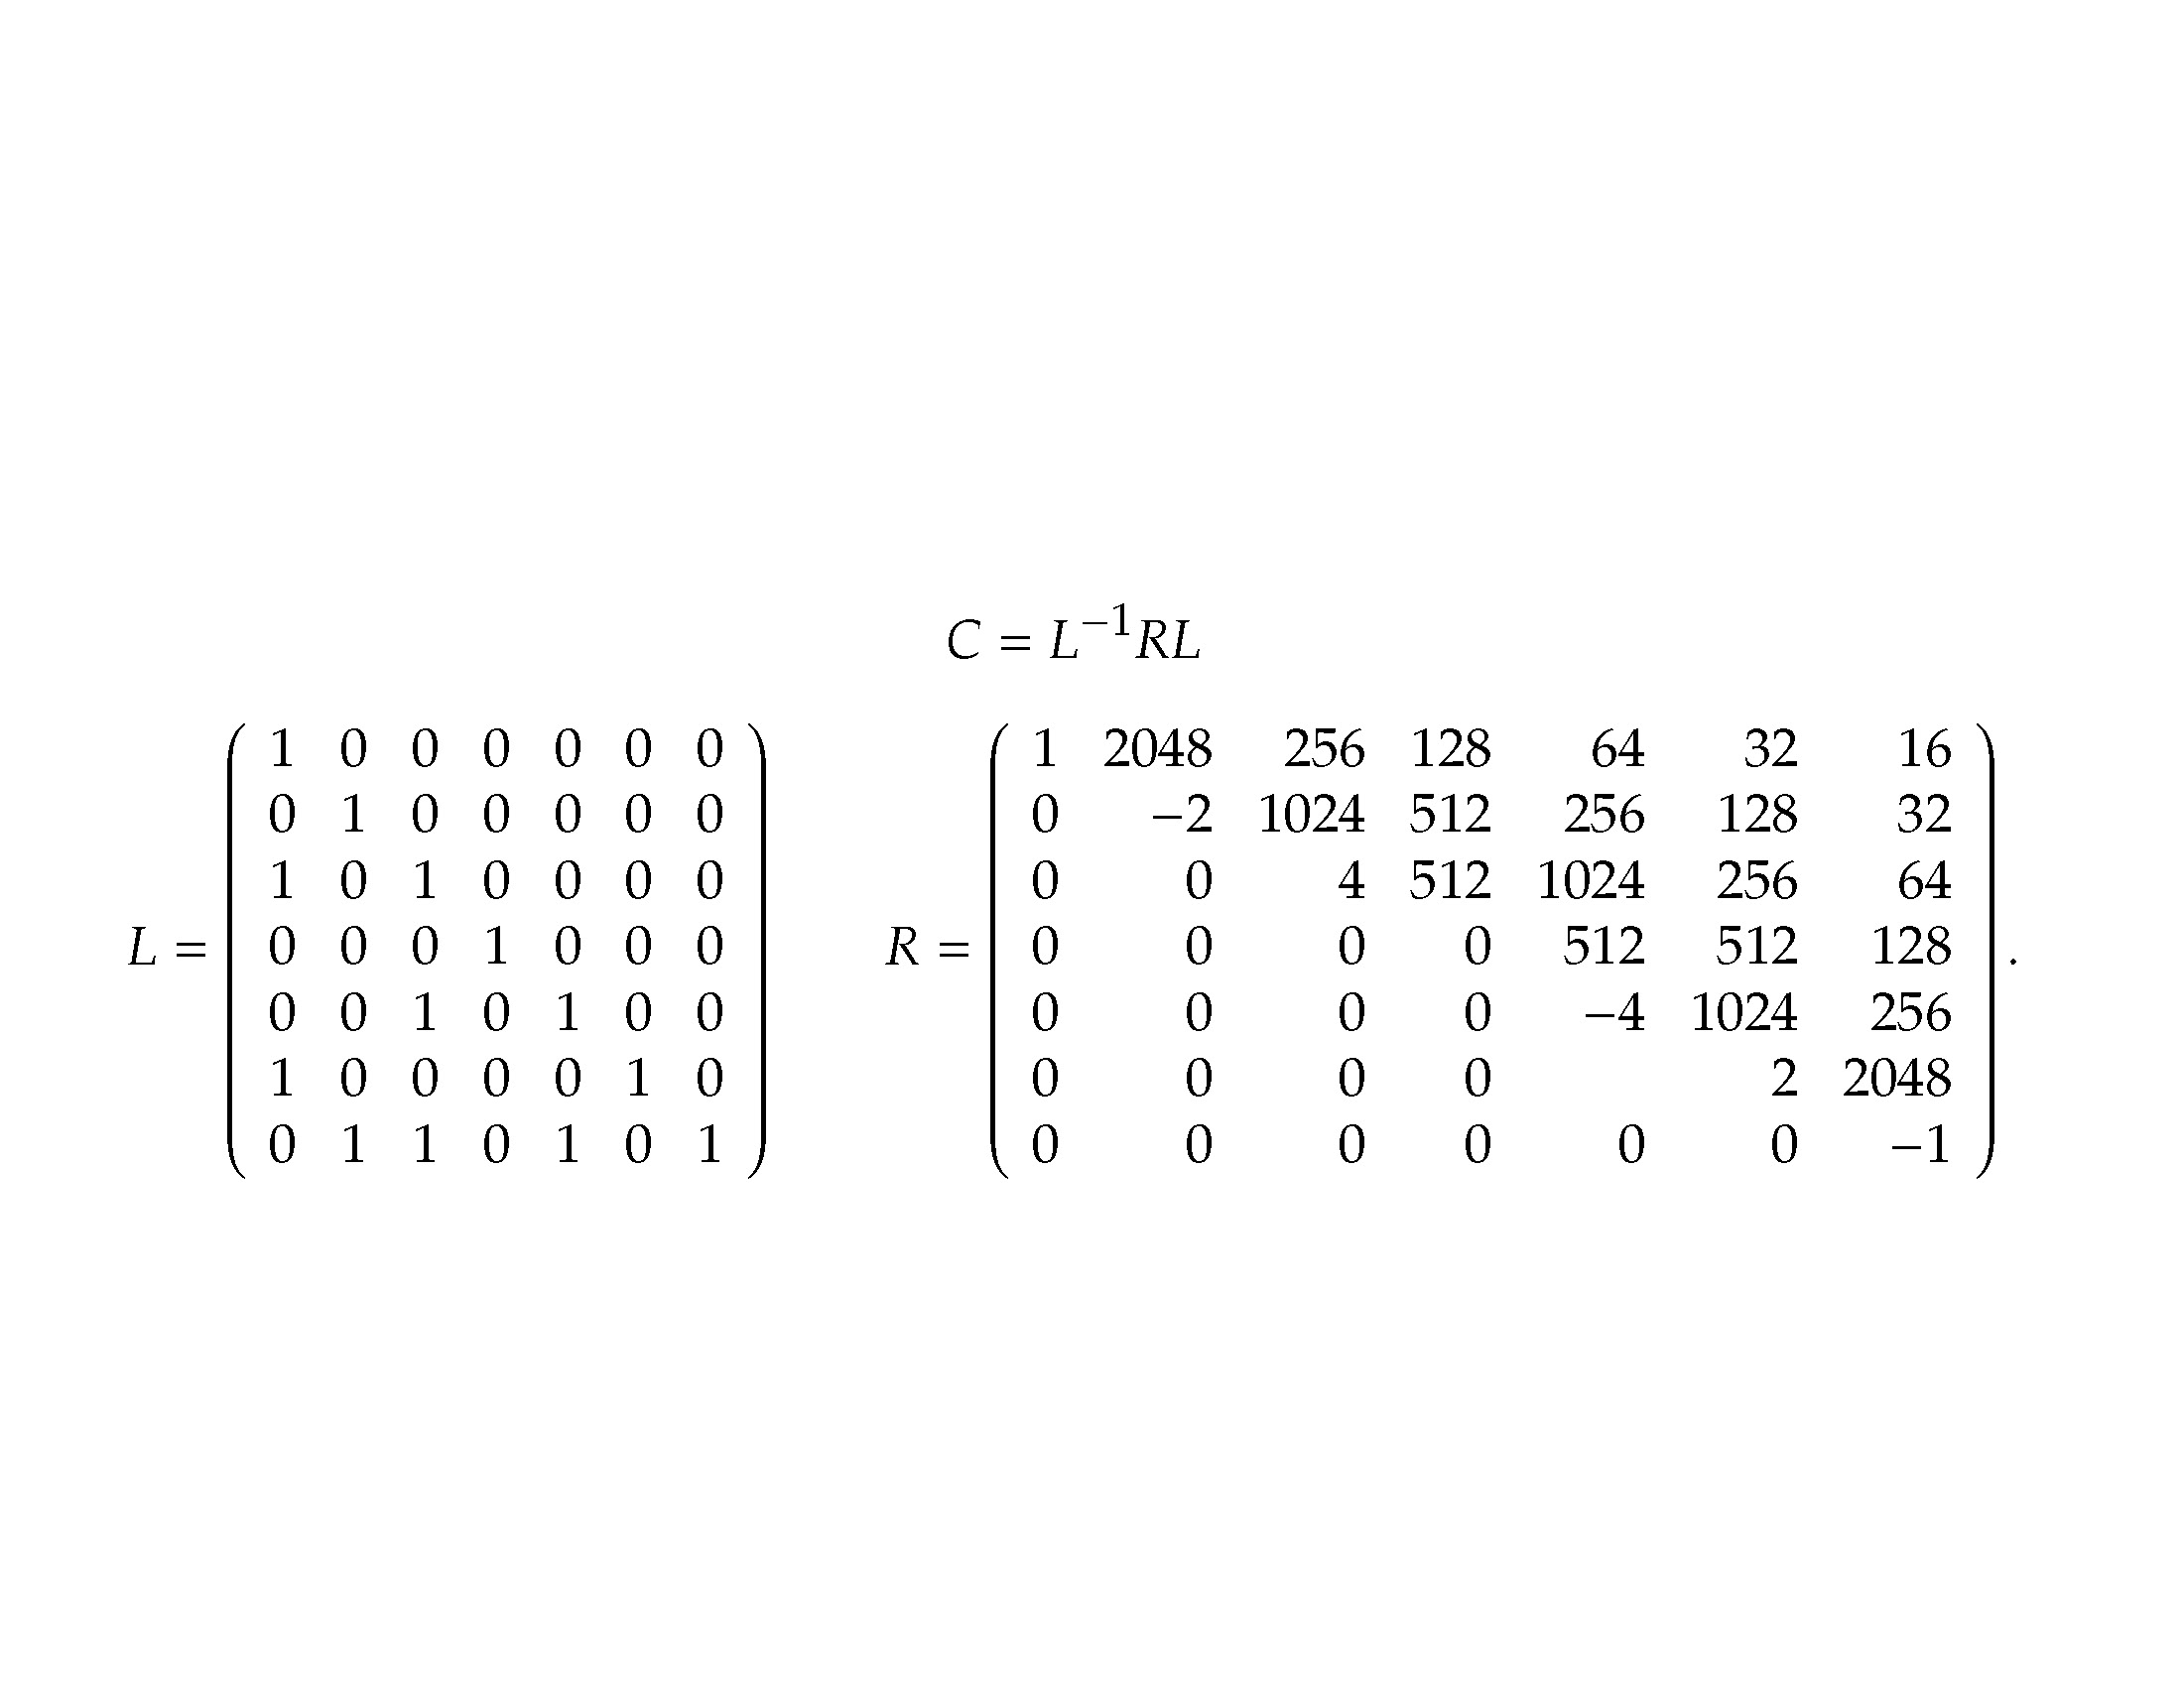 C = L⁻¹RL
L = ( 1 0 0 0 0 0 0 ) R = ( 1 2048 256 128 64 32 16 )
0 1 0 0 0 0 0 0 −2 1024 512 256 128 32
1 0 1 0 0 0 0 0 0 4 512 1024 256 64
0 0 0 1 0 0 0 0 0 0 0 512 512 128 .
0 0 1 0 1 0 0 0 0 0 0 −4 1024 256
1 0 0 0 0 1 0 0 0 0 0 2 2048
0 1 1 0 1 0 1 0 0 0 0 0 0 −1